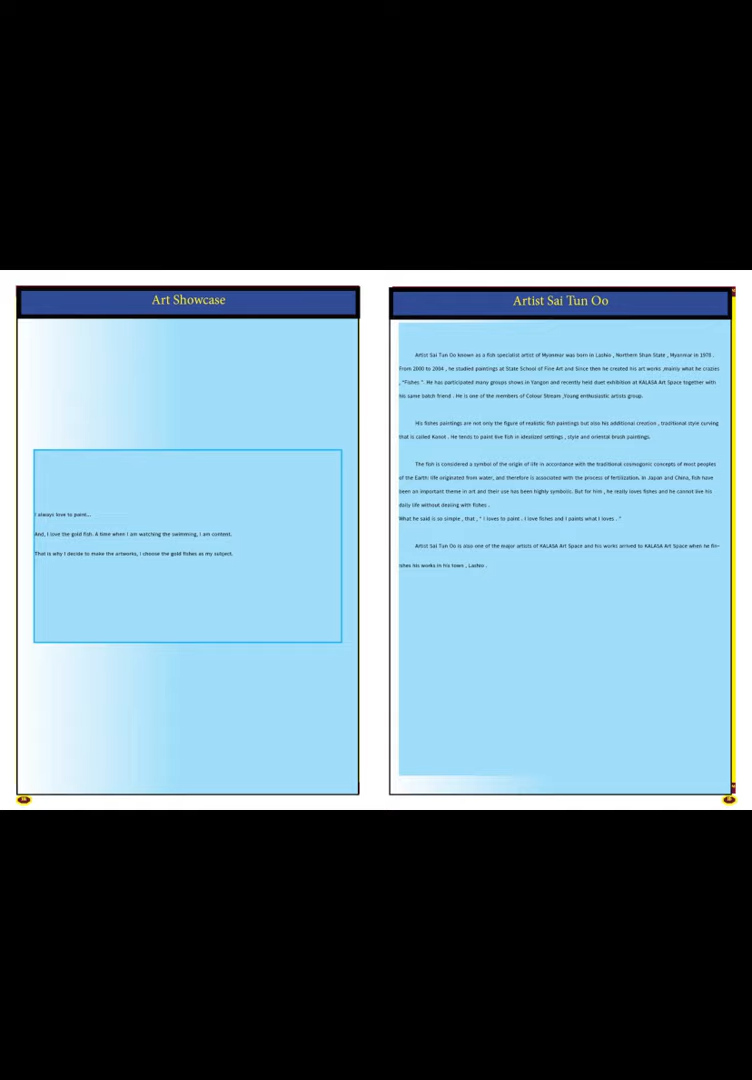 Art Showcase
I always love to paint...
And, I love the gold fish. A time when I am watching the swimming, I am content.
That is why I decide to make the artworks, I choose the gold fishes as my subject.
Artist Sai Tun Oo
Artist Sai Tun Oo known as a fish specialist artist of Myanmar was born in Lashio , Northern Shan State , Myanmar in 1978 .
From 2000 to 2004 , he studied paintings at State School of Fine Art and Since then he created his art works ,mainly what he crazies
, "Fishes ". He has participated many groups shows in Yangon and recently held duet exhibition at KALASA Art Space together with
his same batch friend . He is one of the members of Colour Stream ,Young enthusiastic artists group.
His fishes paintings are not only the figure of realistic fish paintings but also his additional creation , traditional style curving
that is called Kanot . He tends to paint live fish in idealized settings , style and oriental brush paintings.
The fish is considered a symbol of the origin of life in accordance with the traditional cosmogonic concepts of most peoples
of the Earth: life originated from water, and therefore is associated with the process of fertilization. In Japan and China, fish have
been an important theme in art and their use has been highly symbolic. But for him , he really loves fishes and he cannot live his
daily life without dealing with fishes .
What he said is so simple , that , " I loves to paint . I love fishes and I paints what I loves . "
Artist Sai Tun Oo is also one of the major artists of KALASA Art Space and his works arrived to KALASA Art Space when he fin-
ishes his works in his town , Lasho .